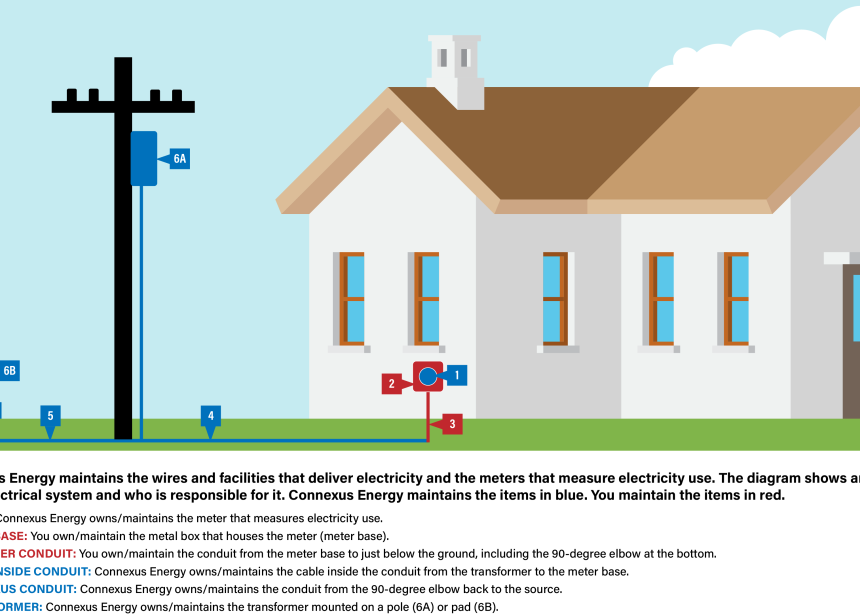 6A
6B
1
2
5
4
3
s Energy maintains the wires and facilities that deliver electricity and the meters that measure electricity use. The diagram shows a
ctrical system and who is responsible for it. Connexus Energy maintains the items in blue. You maintain the items in red.
Connexus Energy owns/maintains the meter that measures electricity use.
ASE: You own/maintain the metal box that houses the meter (meter base).
ER CONDUIT: You own/maintain the conduit from the meter base to just below the ground, including the 90-degree elbow at the bottom.
NSIDE CONDUIT: Connexus Energy owns/maintains the cable inside the conduit from the transformer to the meter base.
US CONDUIT: Connexus Energy owns/maintains the conduit from the 90-degree elbow back to the source.
ORMER: Connexus Energy owns/maintains the transformer mounted on a pole (6A) or pad (6B).